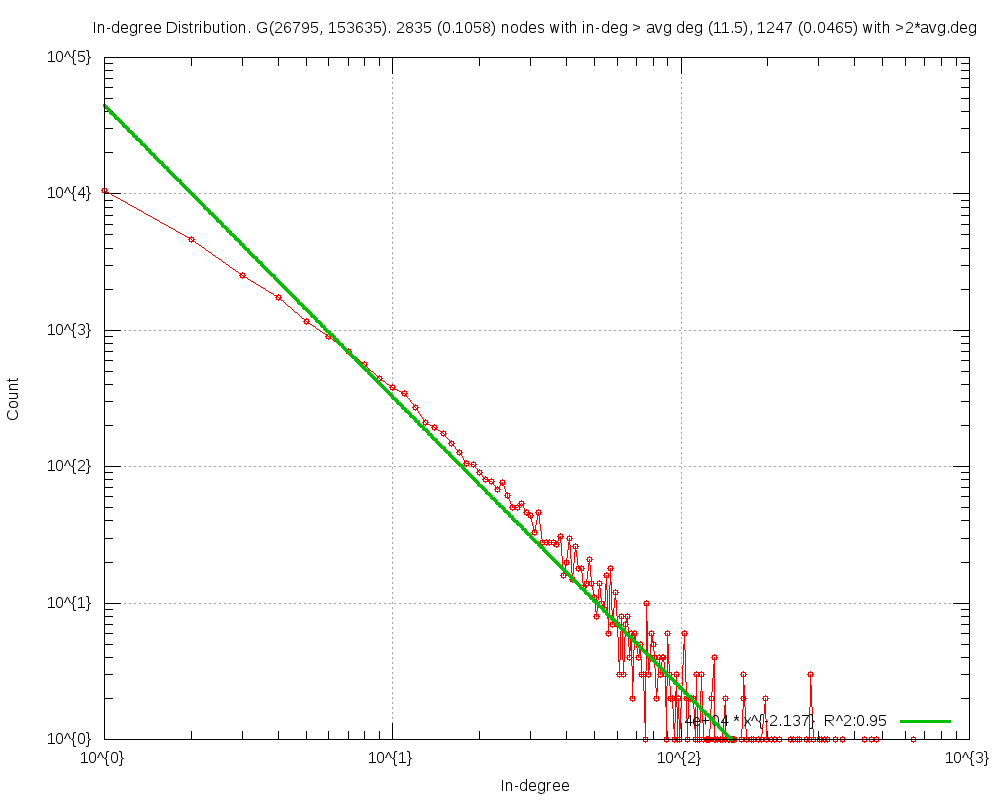 In-degree Distribution. G(26795, 153635). 2835 (0.1058) nodes with in-deg > avg deg (11.5), 1247 (0.0465) with >2*avg.deg
10^{5}
10^{4}
10^{3}
10^{2}
10^{1}
10^{0}
Count
4e+04 * x^{-2.137} R^2:0.95
10^{0} 10^{1} 10^{2} 10^{3}
In-degree